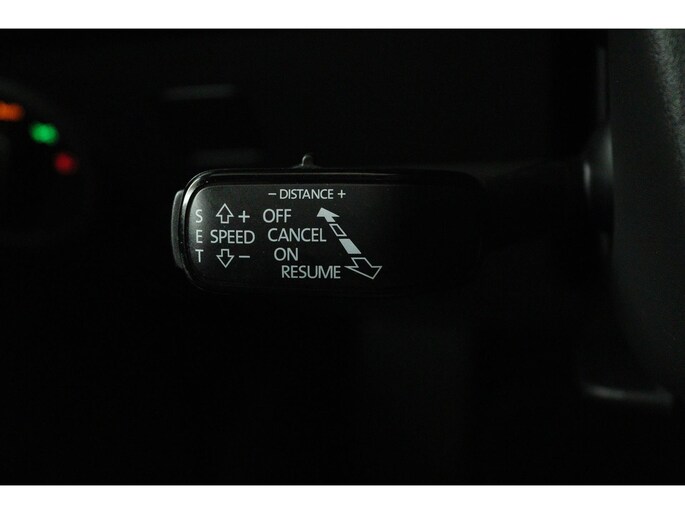 – DISTANCE +
S + OFF
E SPEED CANCEL
T – ON
RESUME